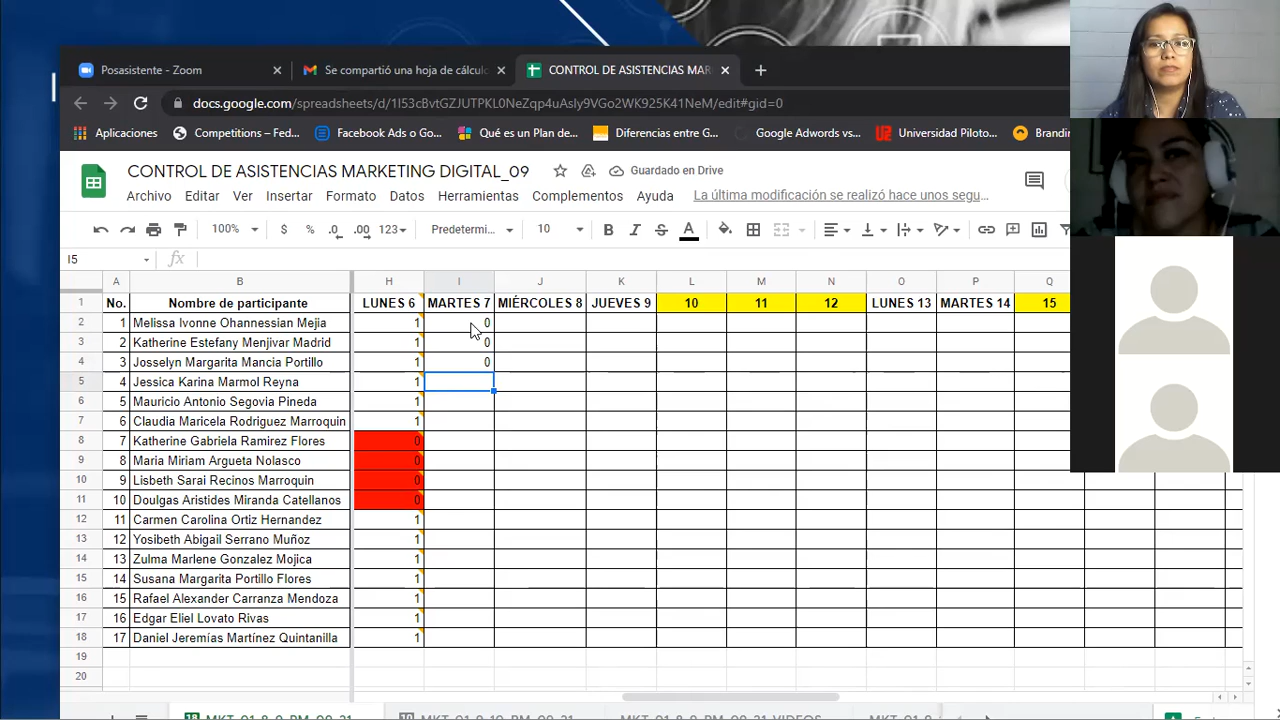 Posasistente - Zoom
Se compartió una hoja de cálcul
CONTROL DE ASISTENCIAS MAR
docs.google.com/spreadsheets/d/1I53cBvtGZJUTPKL0NeZqp4uAsly9VGo2WK925K41NeM/edit#gid=0
Aplicaciones
Competitions – Fed...
Facebook Ads o Go...
Qué es un Plan de...
Diferencias entre G...
Google Adwords vs...
Universidad Piloto...
Brandin
CONTROL DE ASISTENCIAS MARKETING DIGITAL_09
Guardado en Drive
Archivo Editar Ver Insertar Formato Datos Herramientas Complementos Ayuda
La última modificación se realizó hace unos segu...
100% $ % .0 .00 123 Predetermi... 10 B I S A
I5 fx
A B H I J K L M N O P Q
1 No. Nombre de participante LUNES 6 MARTES 7 MIÉRCOLES 8 JUEVES 9 10 11 12 LUNES 13 MARTES 14 15
2 1 Melissa Ivonne Ohannessian Mejia 1 0
3 2 Katherine Estefany Menjivar Madrid 1 0
4 3 Josselyn Margarita Mancia Portillo 1 0
5 4 Jessica Karina Marmol Reyna 1
6 5 Mauricio Antonio Segovia Pineda 1
7 6 Claudia Maricela Rodriguez Marroquin 1
8 7 Katherine Gabriela Ramirez Flores 0
9 8 Maria Miriam Argueta Nolasco 0
10 9 Lisbeth Sarai Recinos Marroquin 0
11 10 Doulgas Aristides Miranda Catellanos 0
12 11 Carmen Carolina Ortiz Hernandez 1
13 12 Yosibeth Abigail Serrano Muñoz 1
14 13 Zulma Marlene Gonzalez Mojica 1
15 14 Susana Margarita Portillo Flores 1
16 15 Rafael Alexander Carranza Mendoza 1
17 16 Edgar Eliel Lovato Rivas 1
18 17 Daniel Jeremías Martínez Quintanilla 1
19
20